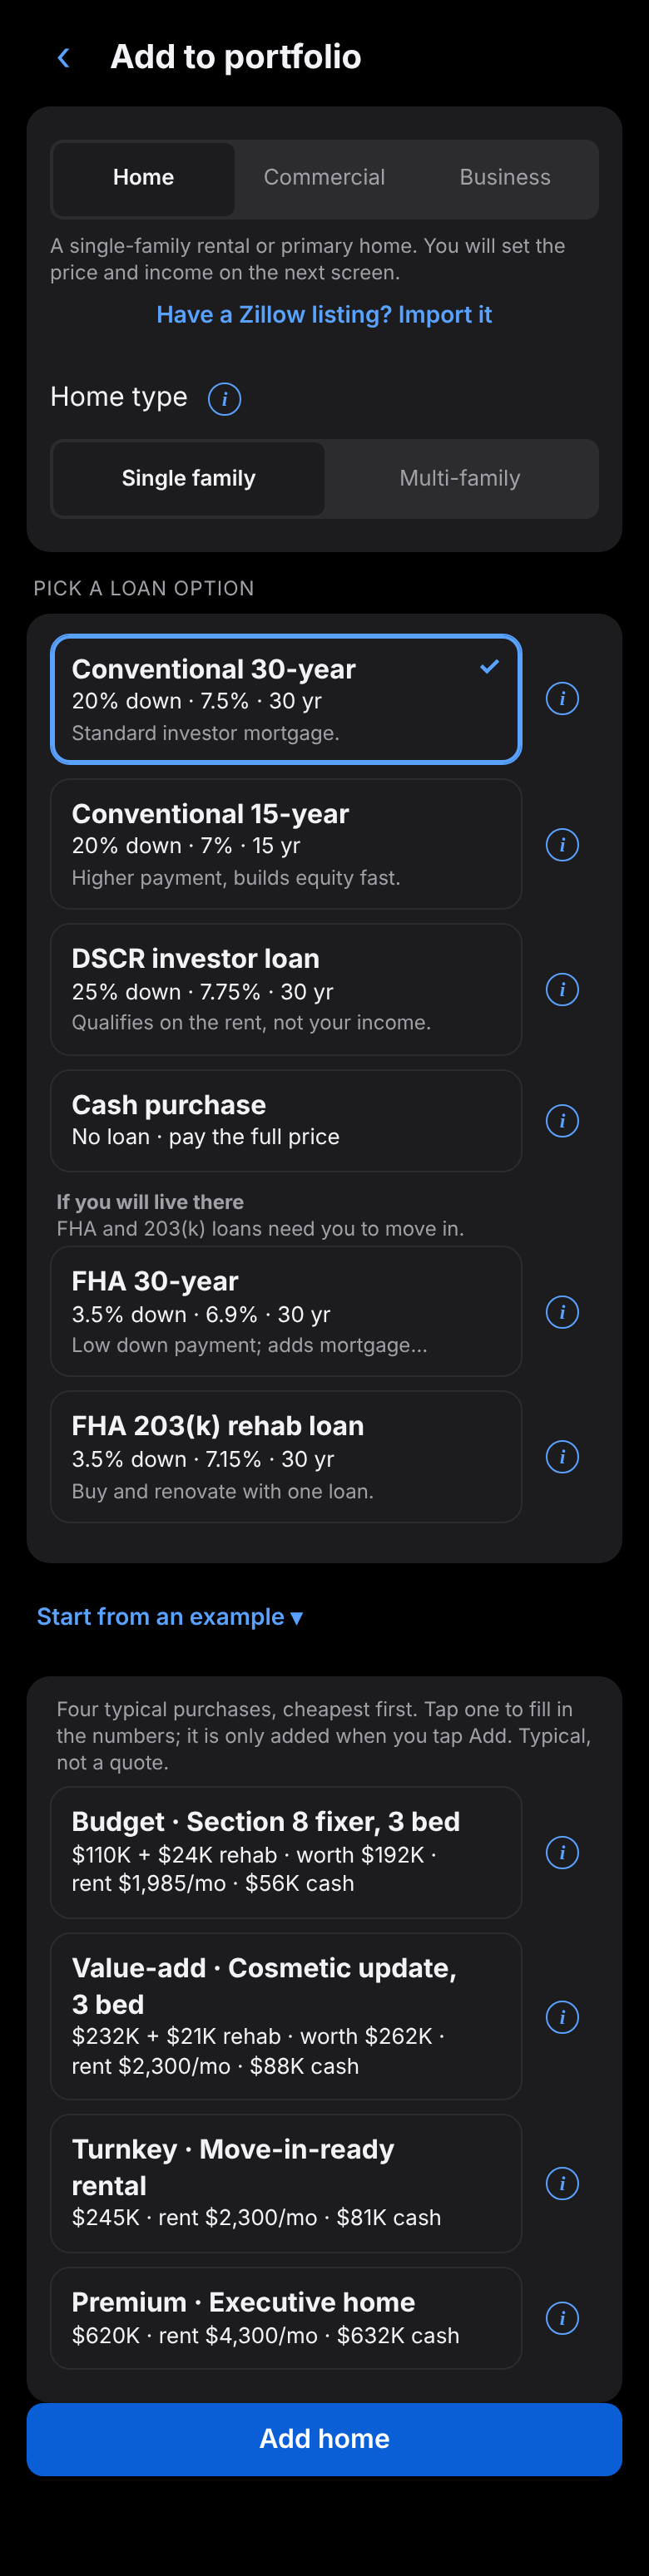 ‹ Add to portfolio
Home Commercial Business
A single-family rental or primary home. You will set the
price and income on the next screen.
Have a Zillow listing? Import it
Home type i
Single family Multi-family
PICK A LOAN OPTION
Conventional 30-year ✓
20% down · 7.5% · 30 yr
Standard investor mortgage.
i
Conventional 15-year
20% down · 7% · 15 yr
Higher payment, builds equity fast.
i
DSCR investor loan
25% down · 7.75% · 30 yr
Qualifies on the rent, not your income.
i
Cash purchase
No loan · pay the full price
i
If you will live there
FHA and 203(k) loans need you to move in.
FHA 30-year
3.5% down · 6.9% · 30 yr
Low down payment; adds mortgage...
i
FHA 203(k) rehab loan
3.5% down · 7.15% · 30 yr
Buy and renovate with one loan.
i
Start from an example ▾
Four typical purchases, cheapest first. Tap one to fill in
the numbers; it is only added when you tap Add. Typical,
not a quote.
Budget · Section 8 fixer, 3 bed
$110K + $24K rehab · worth $192K ·
rent $1,985/mo · $56K cash
i
Value-add · Cosmetic update,
3 bed
$232K + $21K rehab · worth $262K ·
rent $2,300/mo · $88K cash
i
Turnkey · Move-in-ready
rental
$245K · rent $2,300/mo · $81K cash
i
Premium · Executive home
$620K · rent $4,300/mo · $632K cash
i
Add home